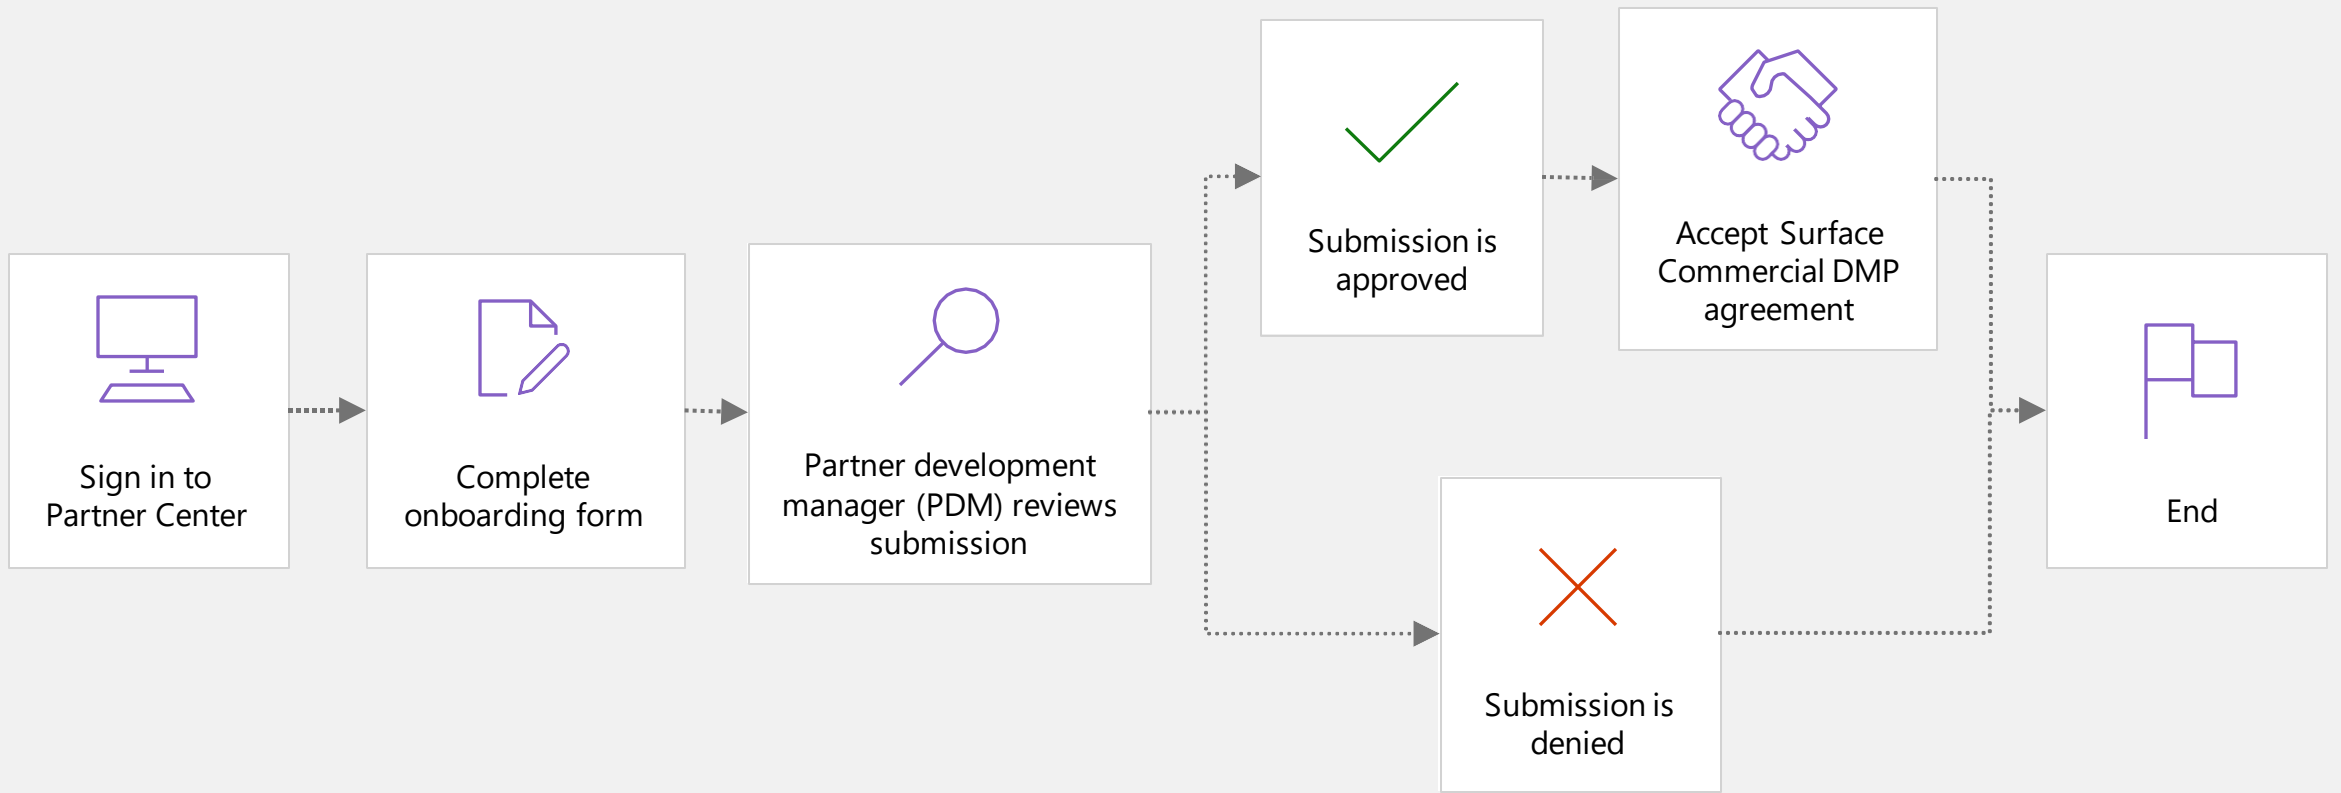 Sign in to
Partner Center
Complete
onboarding form
Partner development
manager (PDM) reviews
submission
Submission is
approved
Accept Surface
Commercial DMP
agreement
Submission is
denied
End